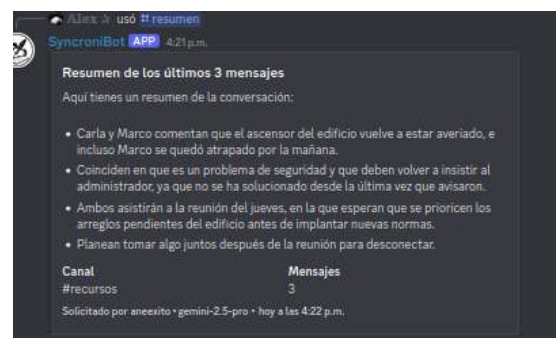 Alex ☆ usó resumen
SyncroniBot APP 4:21 p.m.
Resumen de los últimos 3 mensajes
Aquí tienes un resumen de la conversación:
• Carla y Marco comentan que el ascensor del edificio vuelve a estar averiado, e
incluso Marco se quedó atrapado por la mañana.
• Coinciden en que es un problema de seguridad y que deben volver a insistir al
administrador, ya que no se ha solucionado desde la última vez que avisaron.
• Ambos asistirán a la reunión del jueves, en la que esperan que se prioricen los
arreglos pendientes del edificio antes de implantar nuevas normas.
• Planean tomar algo juntos después de la reunión para desconectar.
Canal Mensajes
#recursos 3
Solicitado por aneexito • gemini-2.5-pro • hoy a las 4:22 p.m.